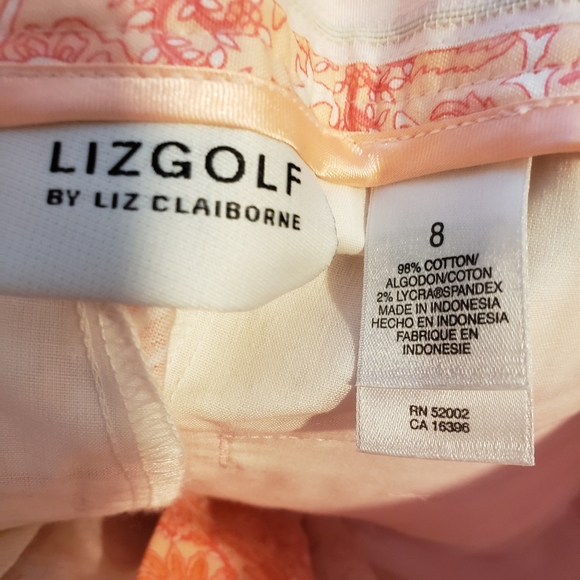 LIZGOLF
BY LIZ CLAIBORNE
8
98% COTTON/
ALGODON/COTON
2% LYCRA®SPANDEX
MADE IN INDONESIA
HECHO EN INDONESIA
FABRIQUE EN
INDONESIE
RN 52002
CA 16396